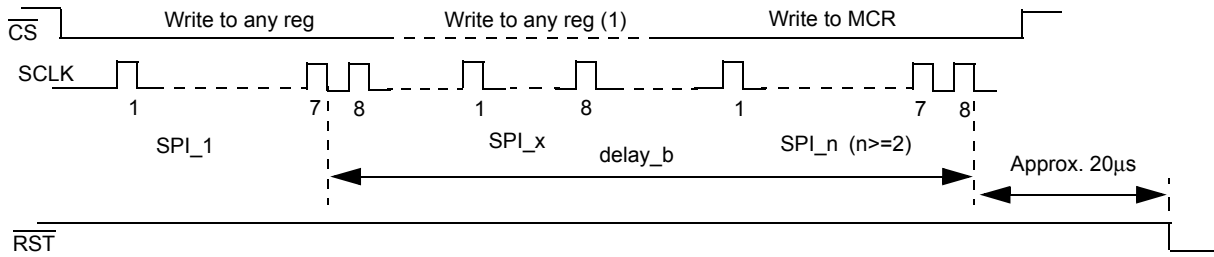 Write to any reg
Write to any reg (1)
Write to MCR
CS
SCLK
1
7
8
1
8
1
7
8
SPI_1
SPI_x
delay_b
SPI_n (n>=2)
Approx. 20μs
RST